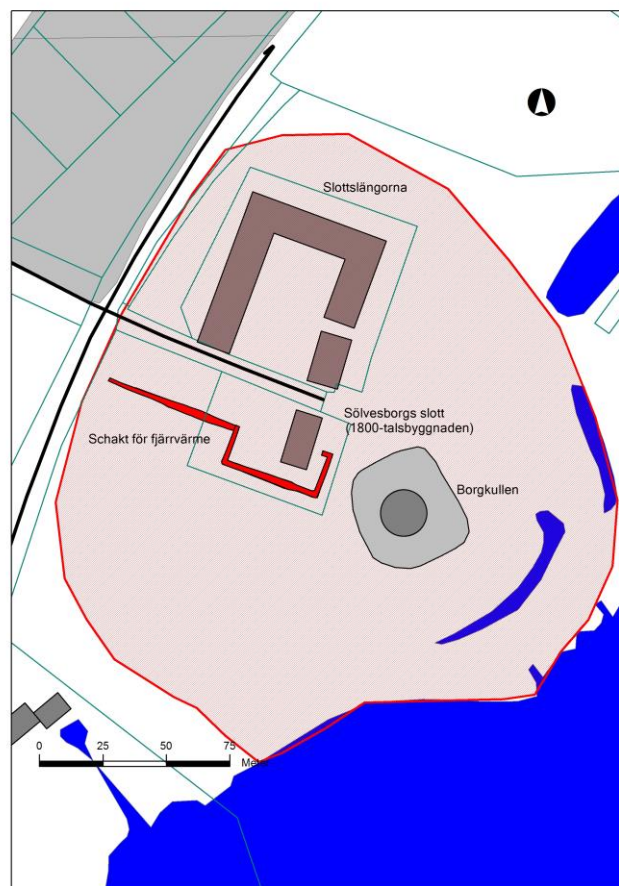 Slottslängorna
Sölvesborgs slott
(1800-talsbyggnaden)
Schakt för fjärrvärme
Borgkullen
0 25 50 75